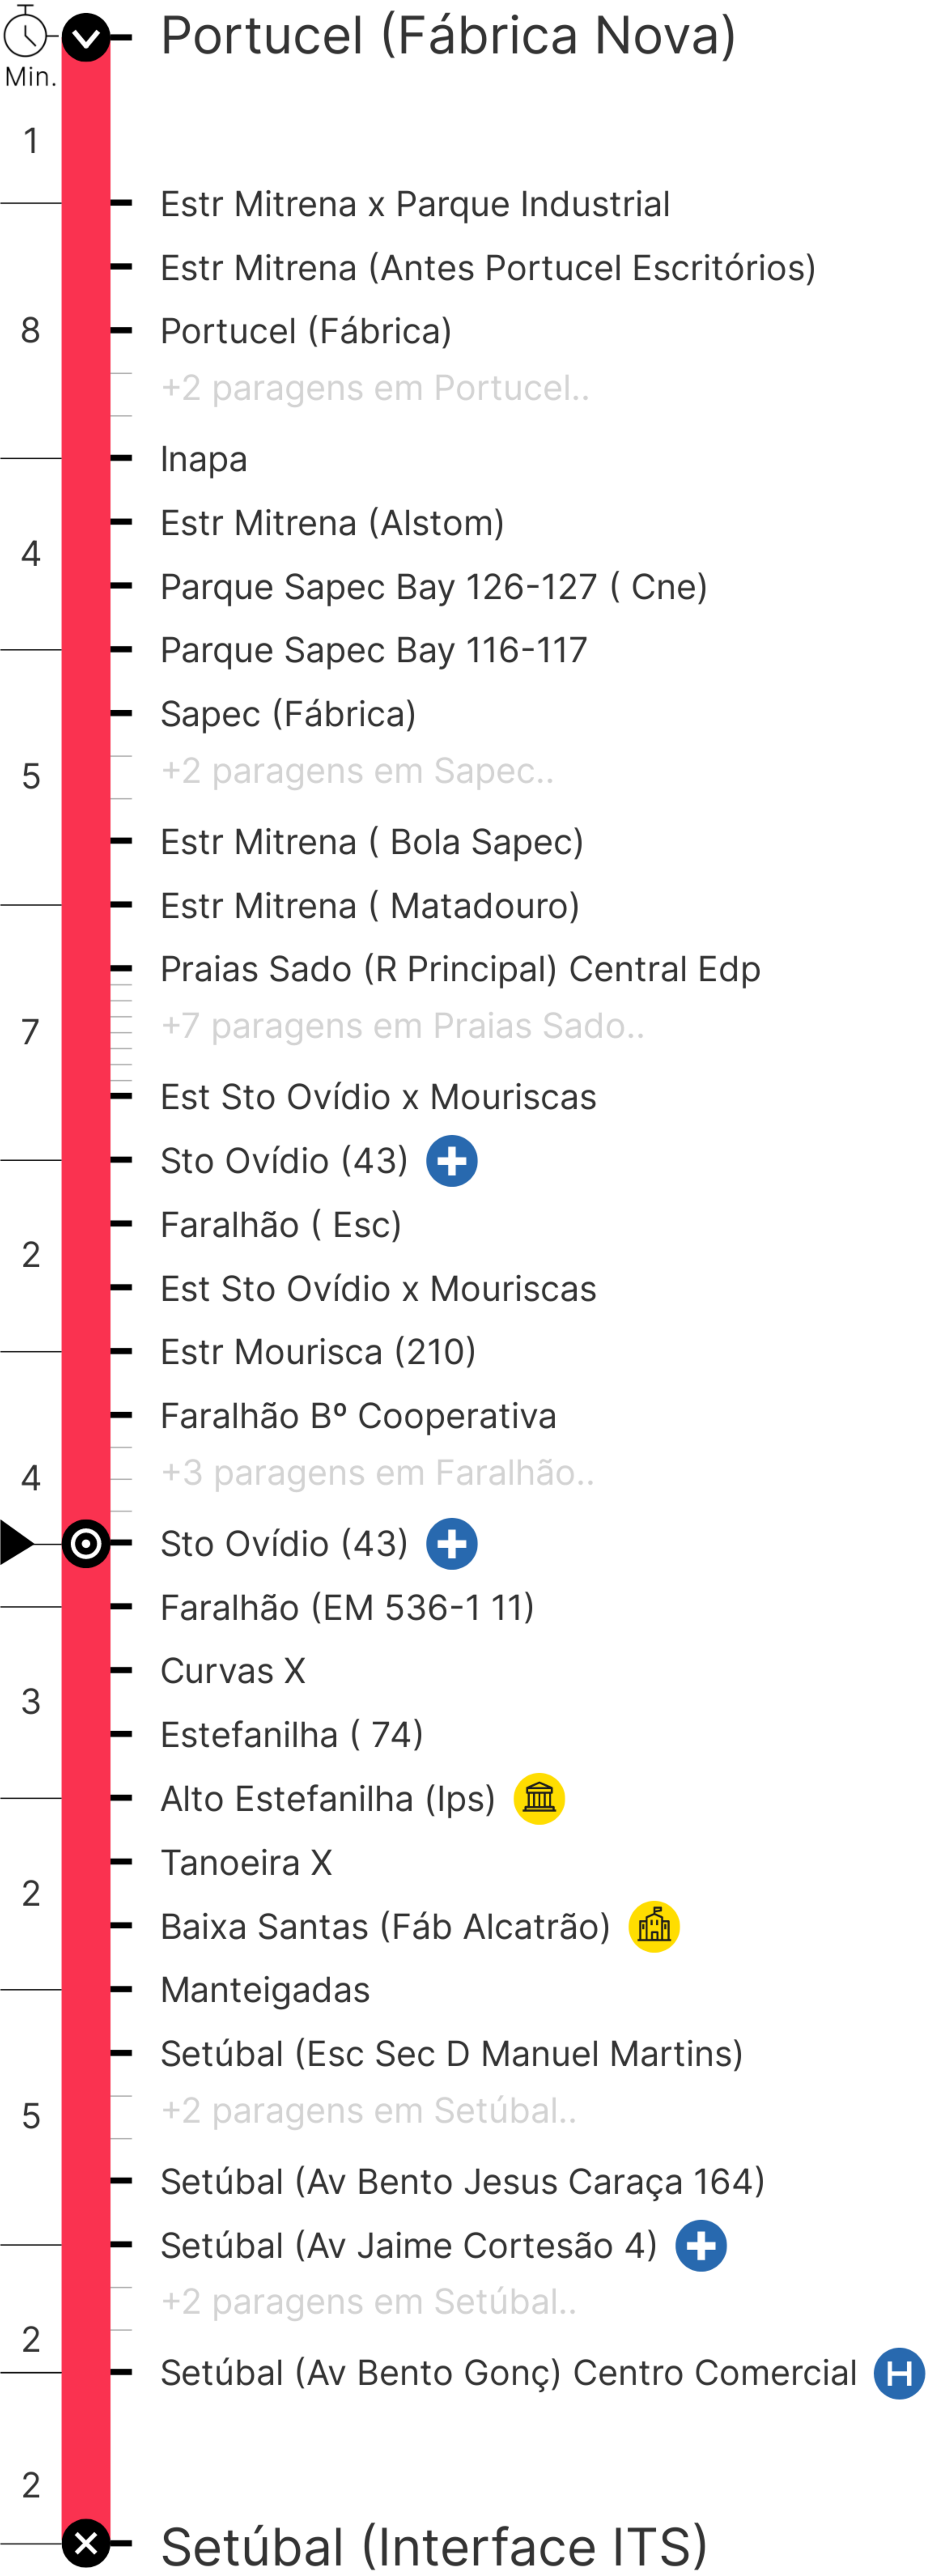 Portucel (Fábrica Nova)
Min.
1
Estr Mitrena x Parque Industrial
Estr Mitrena (Antes Portucel Escritórios)
8
Portucel (Fábrica)
+2 paragens em Portucel..
Inapa
Estr Mitrena (Alstom)
4
Parque Sapec Bay 126-127 ( Cne)
Parque Sapec Bay 116-117
Sapec (Fábrica)
5
+2 paragens em Sapec..
Estr Mitrena ( Bola Sapec)
Estr Mitrena ( Matadouro)
Praias Sado (R Principal) Central Edp
7
+7 paragens em Praias Sado..
Est Sto Ovídio x Mouriscas
Sto Ovídio (43)
Faralhão ( Esc)
2
Est Sto Ovídio x Mouriscas
Estr Mourisca (210)
Faralhão Bº Cooperativa
4
+3 paragens em Faralhão..
Sto Ovídio (43)
Faralhão (EM 536-1 11)
Curvas X
3
Estefanilha ( 74)
Alto Estefanilha (Ips)
Tanoeira X
2
Baixa Santas (Fáb Alcatrão)
Manteigadas
Setúbal (Esc Sec D Manuel Martins)
5
+2 paragens em Setúbal..
Setúbal (Av Bento Jesus Caraça 164)
Setúbal (Av Jaime Cortesão 4)
+2 paragens em Setúbal..
2
Setúbal (Av Bento Gonç) Centro Comercial H
2
Setúbal (Interface ITS)